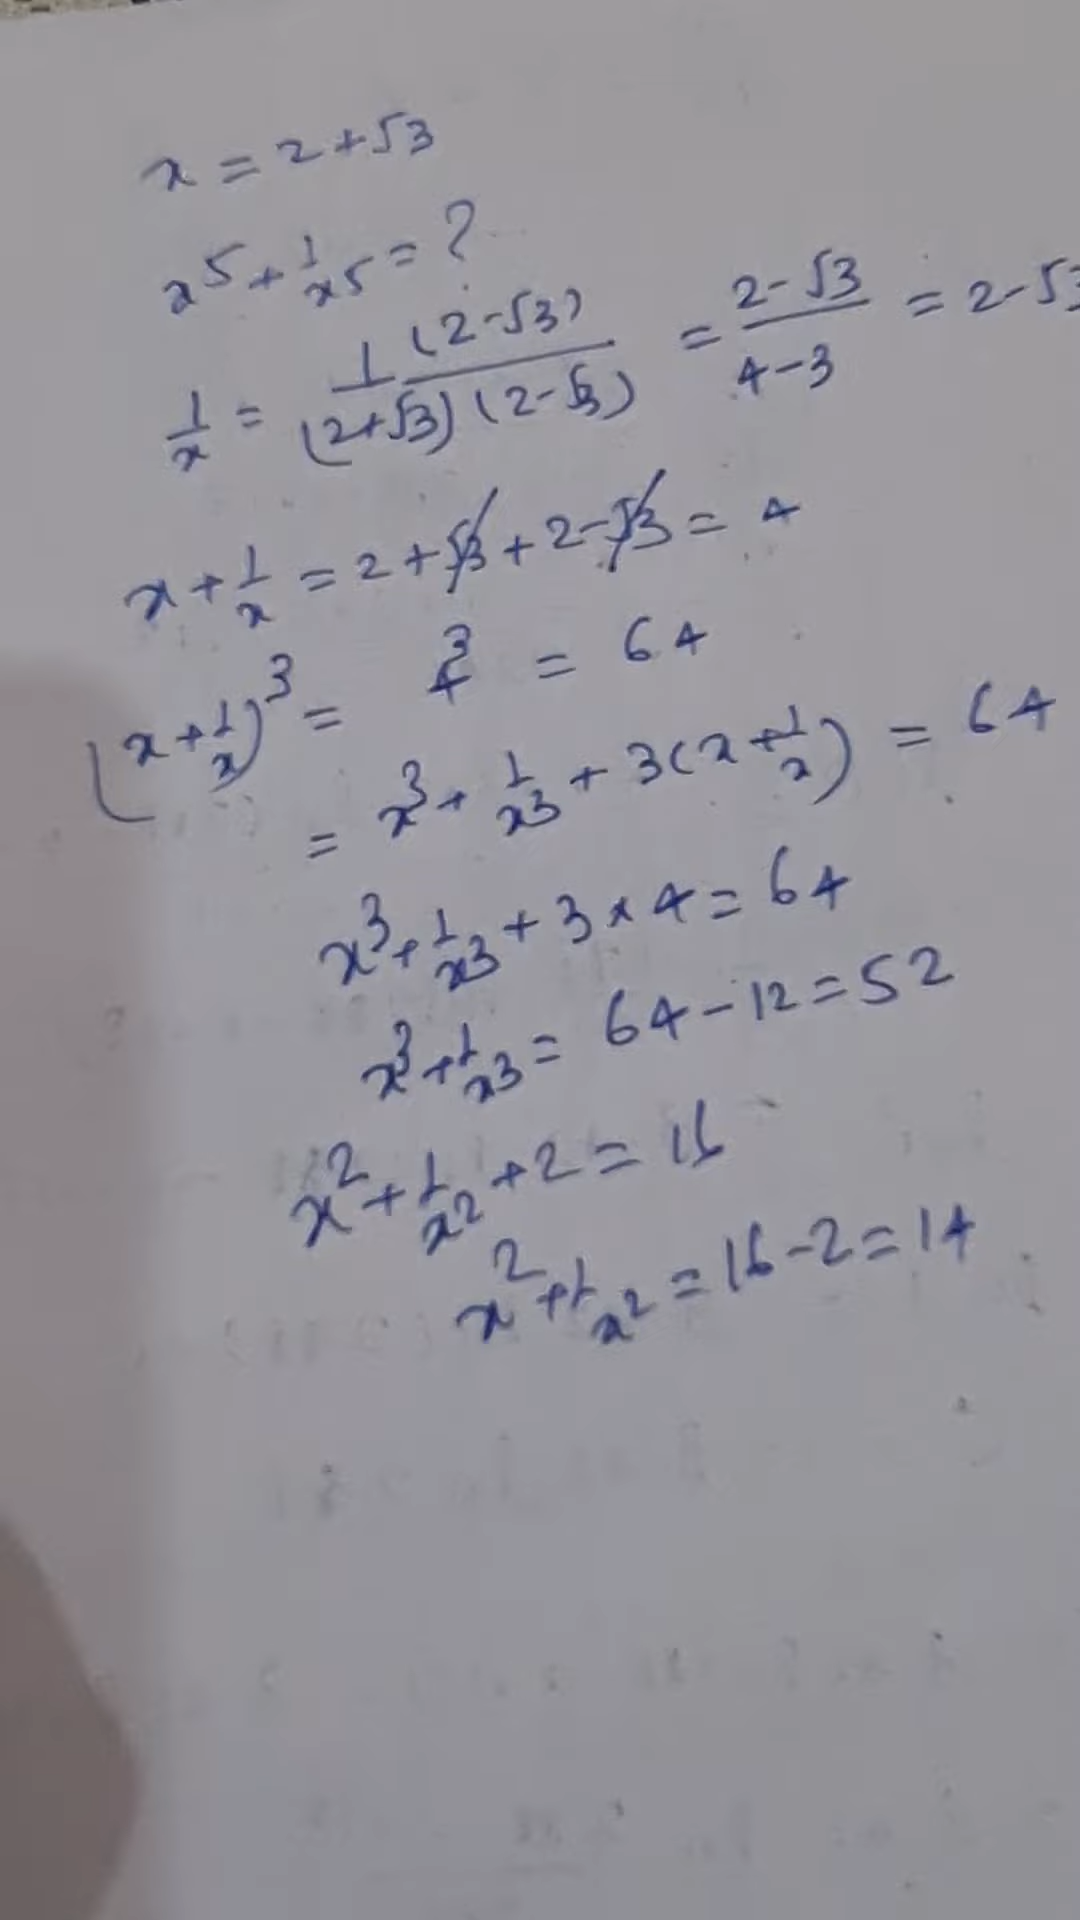 x = 2+√3
x⁵+1/x⁵ = ?
1/x = 1(2-√3)/(2+√3)(2-√3) = 2-√3/4-3 = 2-√3
x+1/x = 2+√3+2-√3 = 4
(x+1/x)³ = 4³ = 64
= x³+1/x³+3(x+1/x) = 64
x³+1/x³+3×4=64
x³+1/x³ = 64-12=52
x²+1/x²+2=16
x²+1/x² = 16-2=14